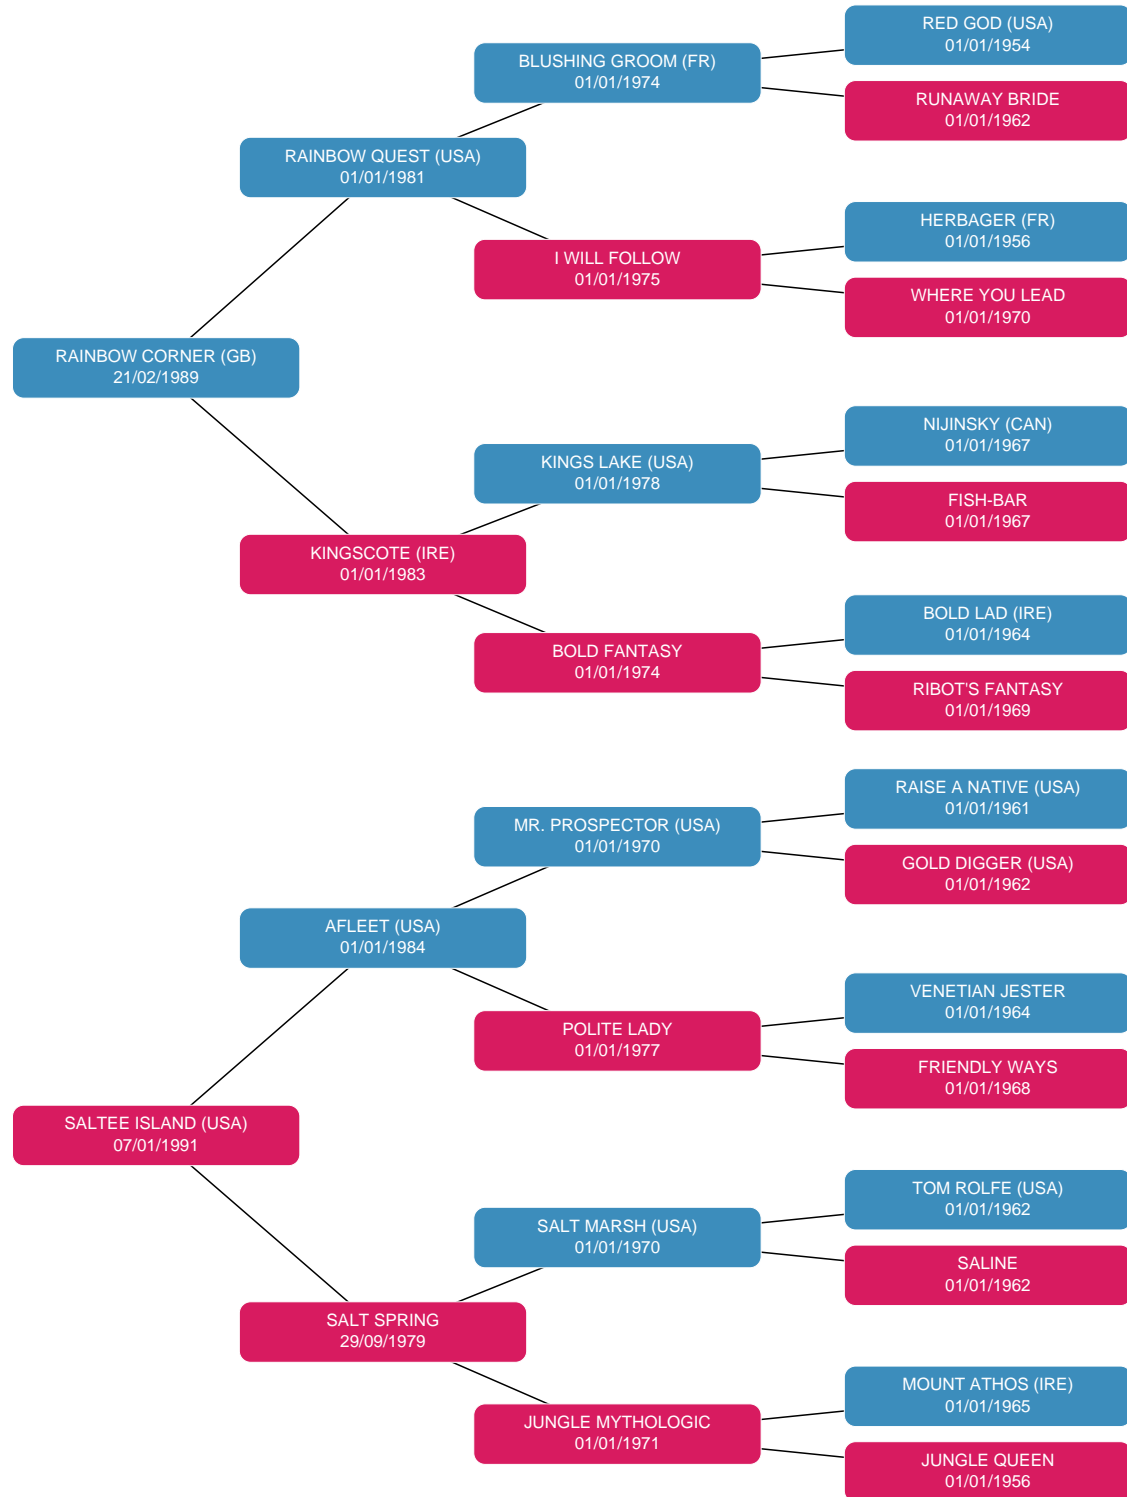 RED GOD (USA)
01/01/1954
BLUSHING GROOM (FR)
01/01/1974
RUNAWAY BRIDE
01/01/1962
RAINBOW QUEST (USA)
01/01/1981
HERBAGER (FR)
01/01/1956
I WILL FOLLOW
01/01/1975
WHERE YOU LEAD
01/01/1970
RAINBOW CORNER (GB)
21/02/1989
NIJINSKY (CAN)
01/01/1967
KINGS LAKE (USA)
01/01/1978
FISH-BAR
01/01/1967
KINGSCOTE (IRE)
01/01/1983
BOLD LAD (IRE)
01/01/1964
BOLD FANTASY
01/01/1974
RIBOT'S FANTASY
01/01/1969
RAISE A NATIVE (USA)
01/01/1961
MR. PROSPECTOR (USA)
01/01/1970
GOLD DIGGER (USA)
01/01/1962
AFLEET (USA)
01/01/1984
VENETIAN JESTER
01/01/1964
POLITE LADY
01/01/1977
FRIENDLY WAYS
01/01/1968
SALTEE ISLAND (USA)
07/01/1991
TOM ROLFE (USA)
01/01/1962
SALT MARSH (USA)
01/01/1970
SALINE
01/01/1962
SALT SPRING
29/09/1979
MOUNT ATHOS (IRE)
01/01/1965
JUNGLE MYTHOLOGIC
01/01/1971
JUNGLE QUEEN
01/01/1956